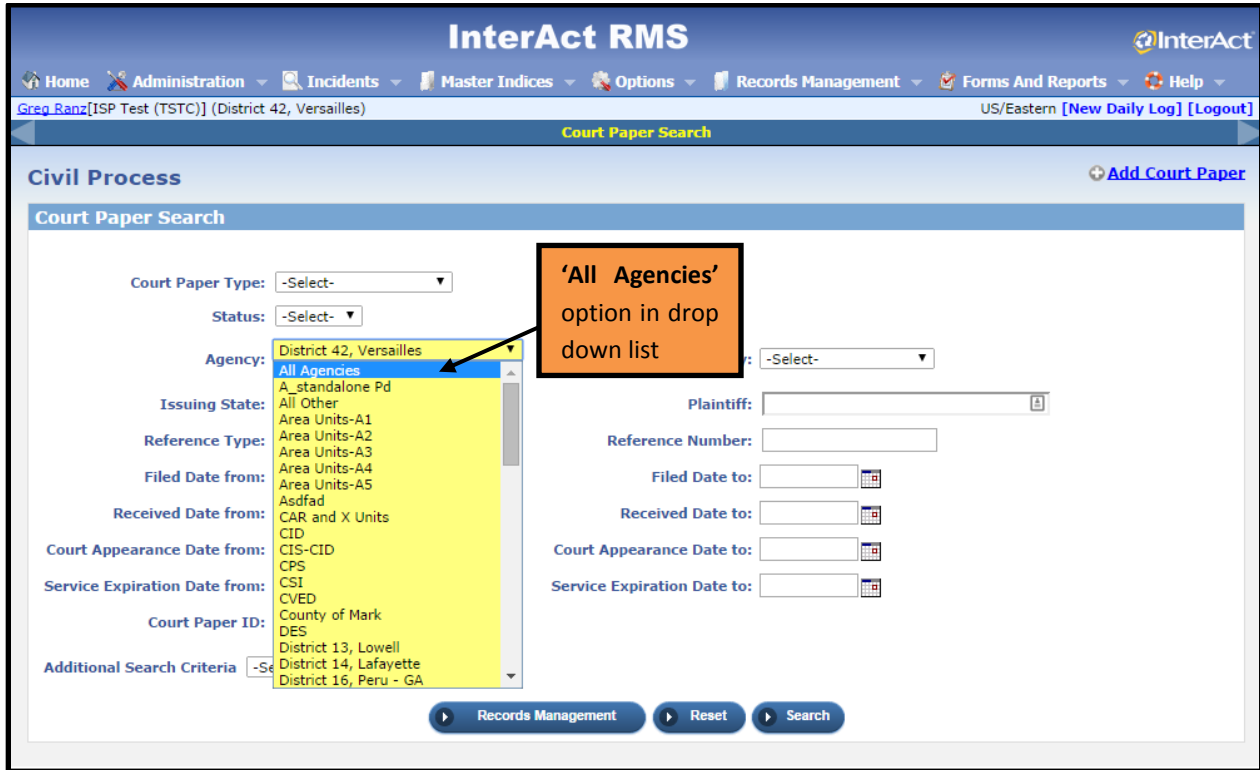 InterAct RMS
InterAct
Home Administration Incidents Master Indices Options Records Management Forms And Reports Help
Greg Ranz[ISP Test (TSTC)] (District 42, Versailles) US/Eastern [New Daily Log] [Logout]
Court Paper Search
Civil Process Add Court Paper
Court Paper Search
Court Paper Type: -Select-
Status: -Select-
Agency: District 42, Versailles
: -Select-
‘All Agencies’
option in drop
down list
All Agencies
A_standalone Pd
All Other
Area Units-A1
Area Units-A2
Area Units-A3
Area Units-A4
Area Units-A5
Asdfad
CAR and X Units
CID
CIS-CID
CPS
CSI
CVED
County of Mark
DES
District 13, Lowell
District 14, Lafayette
District 16, Peru - GA
Issuing State: Plaintiff:
Reference Type: Reference Number:
Filed Date from: Filed Date to:
Received Date from: Received Date to:
Court Appearance Date from: Court Appearance Date to:
Service Expiration Date from: Service Expiration Date to:
Court Paper ID:
Additional Search Criteria -Se
Records Management Reset Search